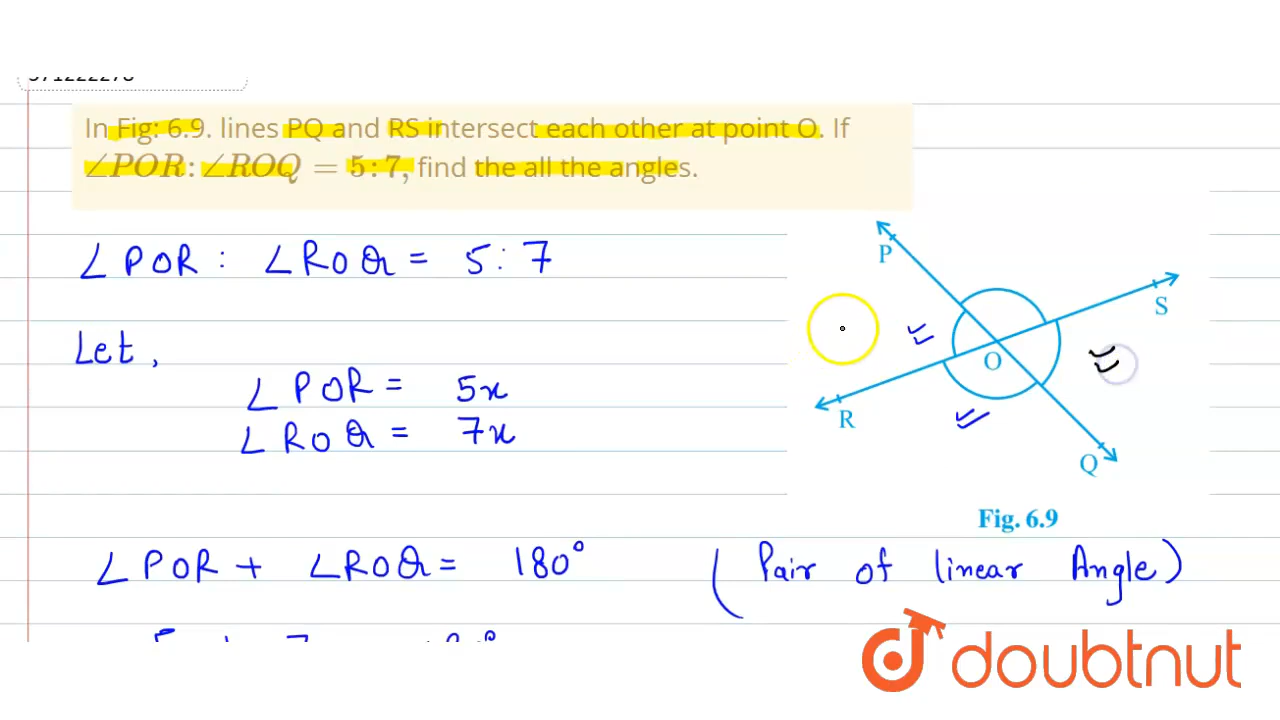 In Fig: 6.9. lines PQ and RS intersect each other at point O. If
∠POR : ∠ROQ = 5 : 7, find the all the angles.
∠POR : ∠ROQ = 5 : 7
Let,
∠POR = 5x
∠ROQ = 7x
P
S
O
R
Q
Fig. 6.9
∠POR + ∠ROQ = 180° (Pair of linear Angle)
doubtnut